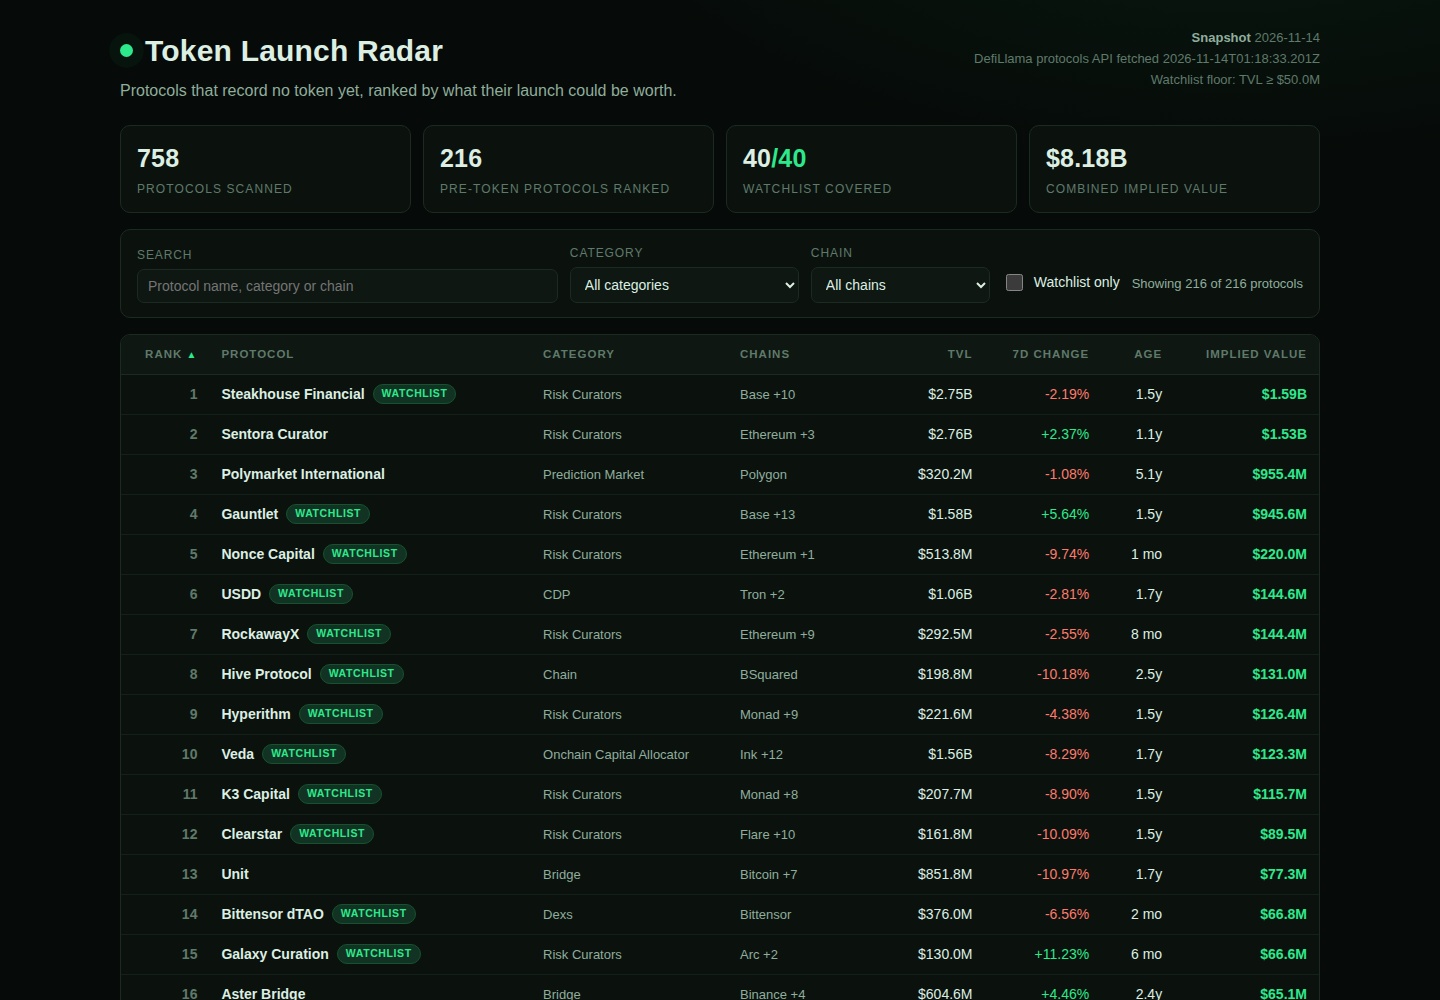 Token Launch Radar
Protocols that record no token yet, ranked by what their launch could be worth.
Snapshot 2026-11-14
DefiLlama protocols API fetched 2026-11-14T01:18:33.201Z
Watchlist floor: TVL ≥ $50.0M
758
PROTOCOLS SCANNED
216
PRE-TOKEN PROTOCOLS RANKED
40/40
WATCHLIST COVERED
$8.18B
COMBINED IMPLIED VALUE
SEARCH
Protocol name, category or chain
CATEGORY
All categories
CHAIN
All chains
Watchlist only
Showing 216 of 216 protocols
RANK ▲ PROTOCOL CATEGORY CHAINS TVL 7D CHANGE AGE IMPLIED VALUE
1 Steakhouse Financial WATCHLIST Risk Curators Base +10 $2.75B -2.19% 1.5y $1.59B
2 Sentora Curator Risk Curators Ethereum +3 $2.76B +2.37% 1.1y $1.53B
3 Polymarket International Prediction Market Polygon $320.2M -1.08% 5.1y $955.4M
4 Gauntlet WATCHLIST Risk Curators Base +13 $1.58B +5.64% 1.5y $945.6M
5 Nonce Capital WATCHLIST Risk Curators Ethereum +1 $513.8M -9.74% 1 mo $220.0M
6 USDD WATCHLIST CDP Tron +2 $1.06B -2.81% 1.7y $144.6M
7 RockawayX WATCHLIST Risk Curators Ethereum +9 $292.5M -2.55% 8 mo $144.4M
8 Hive Protocol WATCHLIST Chain BSquared $198.8M -10.18% 2.5y $131.0M
9 Hyperithm WATCHLIST Risk Curators Monad +9 $221.6M -4.38% 1.5y $126.4M
10 Veda WATCHLIST Onchain Capital Allocator Ink +12 $1.56B -8.29% 1.7y $123.3M
11 K3 Capital WATCHLIST Risk Curators Monad +8 $207.7M -8.90% 1.5y $115.7M
12 Clearstar WATCHLIST Risk Curators Flare +10 $161.8M -10.09% 1.5y $89.5M
13 Unit Bridge Bitcoin +7 $851.8M -10.97% 1.7y $77.3M
14 Bittensor dTAO WATCHLIST Dexs Bittensor $376.0M -6.56% 2 mo $66.8M
15 Galaxy Curation WATCHLIST Risk Curators Arc +2 $130.0M +11.23% 6 mo $66.6M
16 Aster Bridge Bridge Binance +4 $604.6M +4.46% 2.4y $65.1M